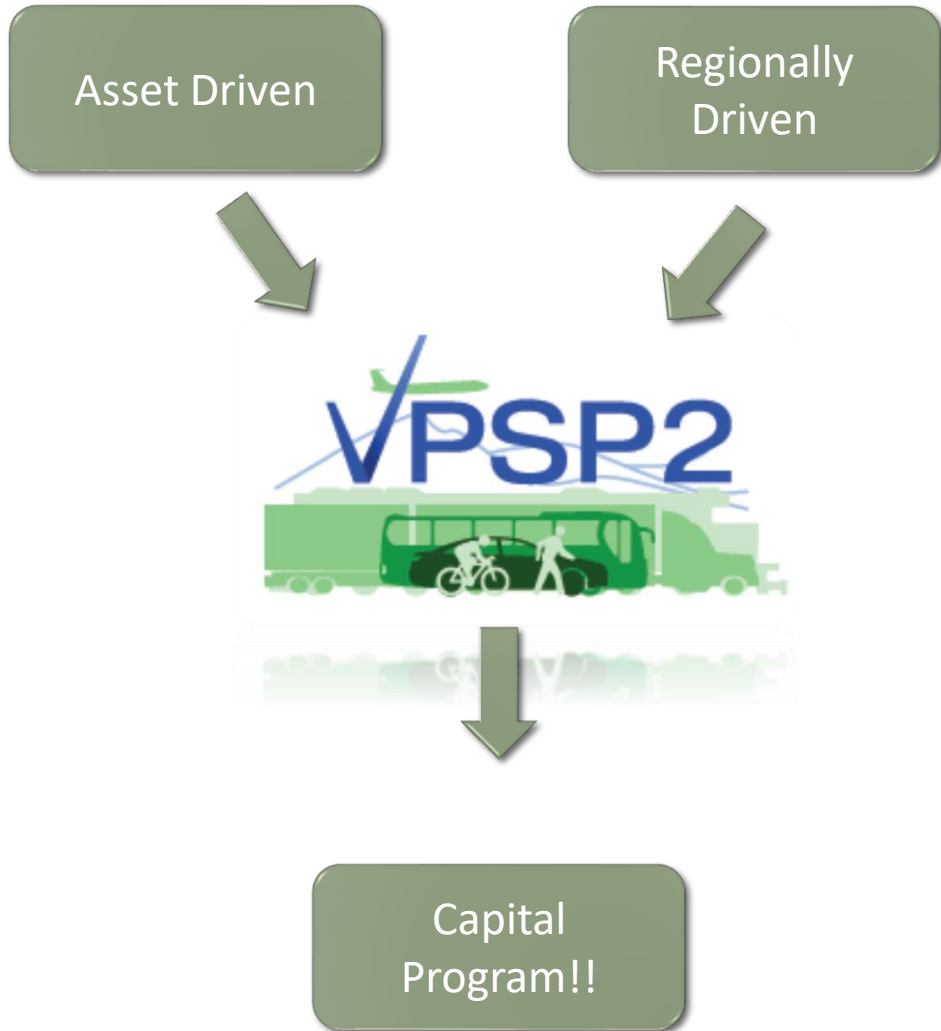 Asset Driven
Regionally
Driven
VPSP2
Capital
Program!!